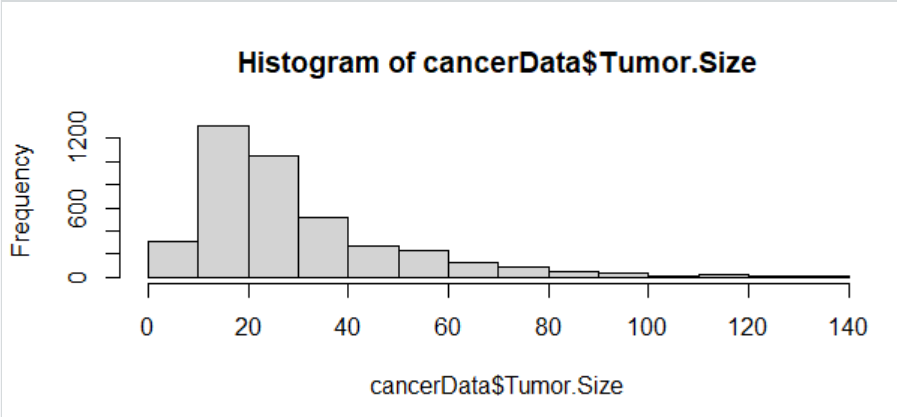 Histogram of cancerData$Tumor.Size
Frequency
1200
600
0
0 20 40 60 80 100 120 140
cancerData$Tumor.Size